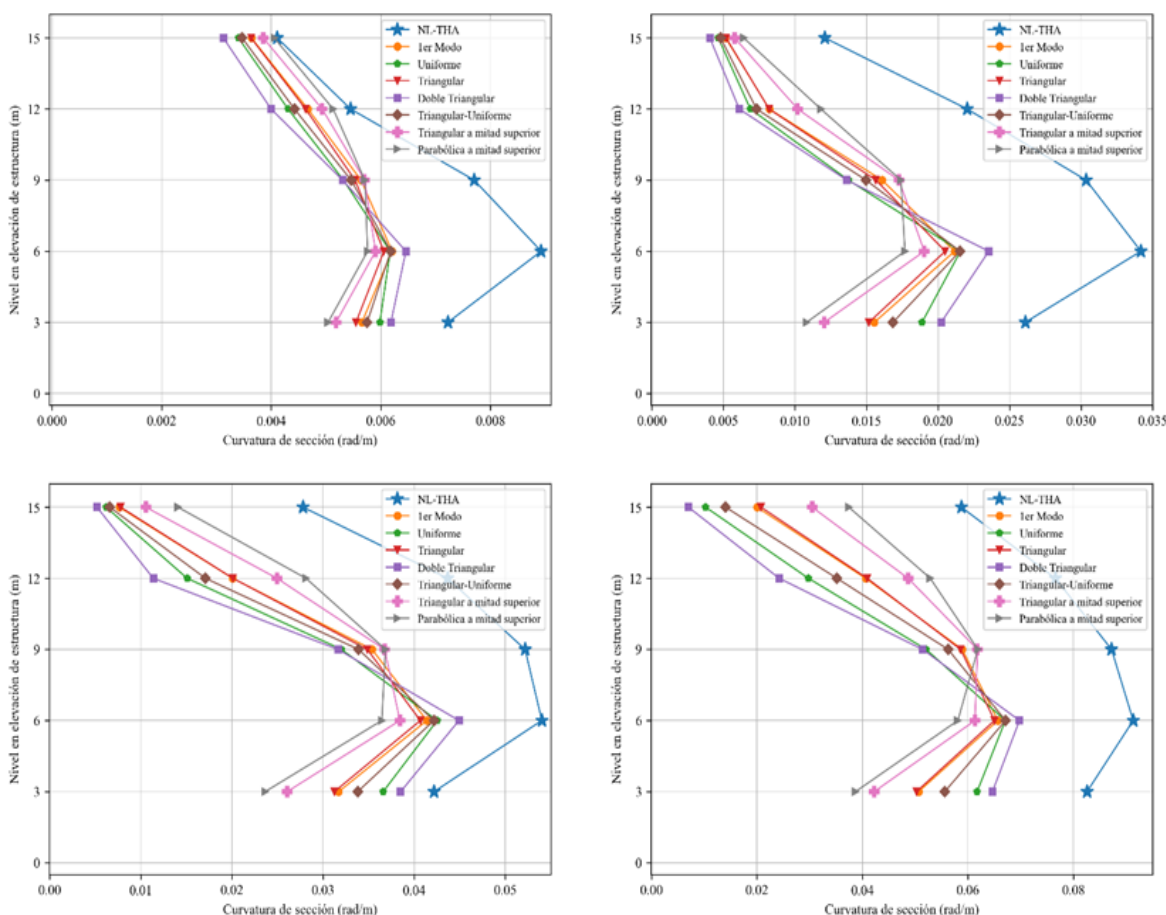 15
12
9
6
3
0
Nivel en elevación de estructura (m)
NL-THA
1er Modo
Uniforme
Triangular
Doble Triangular
Triangular-Uniforme
Triangular a mitad superior
Parabólica a mitad superior
0.000 0.002 0.004 0.006 0.008
Curvatura de sección (rad/m)
15
12
9
6
3
0
Nivel en elevación de estructura (m)
NL-THA
1er Modo
Uniforme
Triangular
Doble Triangular
Triangular-Uniforme
Triangular a mitad superior
Parabólica a mitad superior
0.000 0.005 0.010 0.015 0.020 0.025 0.030 0.035
Curvatura de sección (rad/m)
15
12
9
6
3
0
Nivel en elevación de estructura (m)
NL-THA
1er Modo
Uniforme
Triangular
Doble Triangular
Triangular-Uniforme
Triangular a mitad superior
Parabólica a mitad superior
0.00 0.01 0.02 0.03 0.04 0.05
Curvatura de sección (rad/m)
15
12
9
6
3
0
Nivel en elevación de estructura (m)
NL-THA
1er Modo
Uniforme
Triangular
Doble Triangular
Triangular-Uniforme
Triangular a mitad superior
Parabólica a mitad superior
0.00 0.02 0.04 0.06 0.08
Curvatura de sección (rad/m)